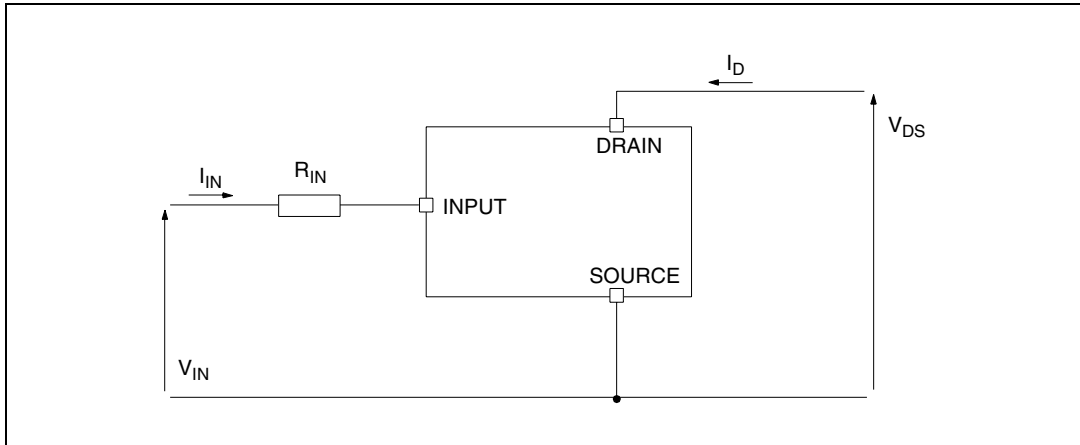 I_D
DRAIN
V_DS
R_IN
I_IN
INPUT
SOURCE
V_IN